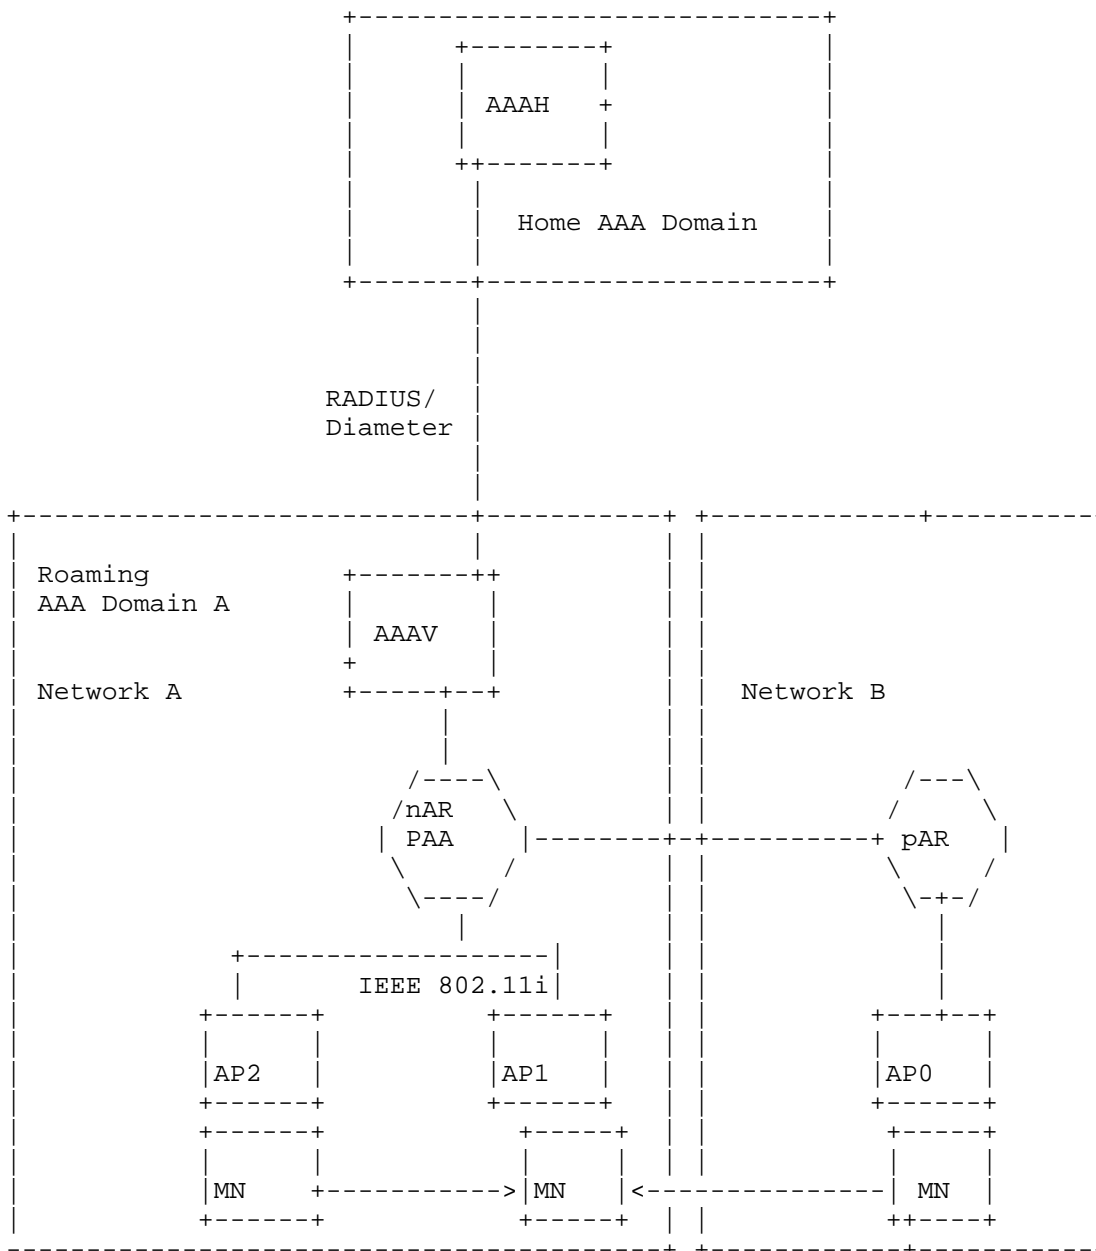 AAAH
Home AAA Domain
RADIUS/
Diameter
Roaming
AAA Domain A
AAAV
Network A
Network B
nAR
PAA
pAR
IEEE 802.11i
AP2
AP1
AP0
MN
MN
MN